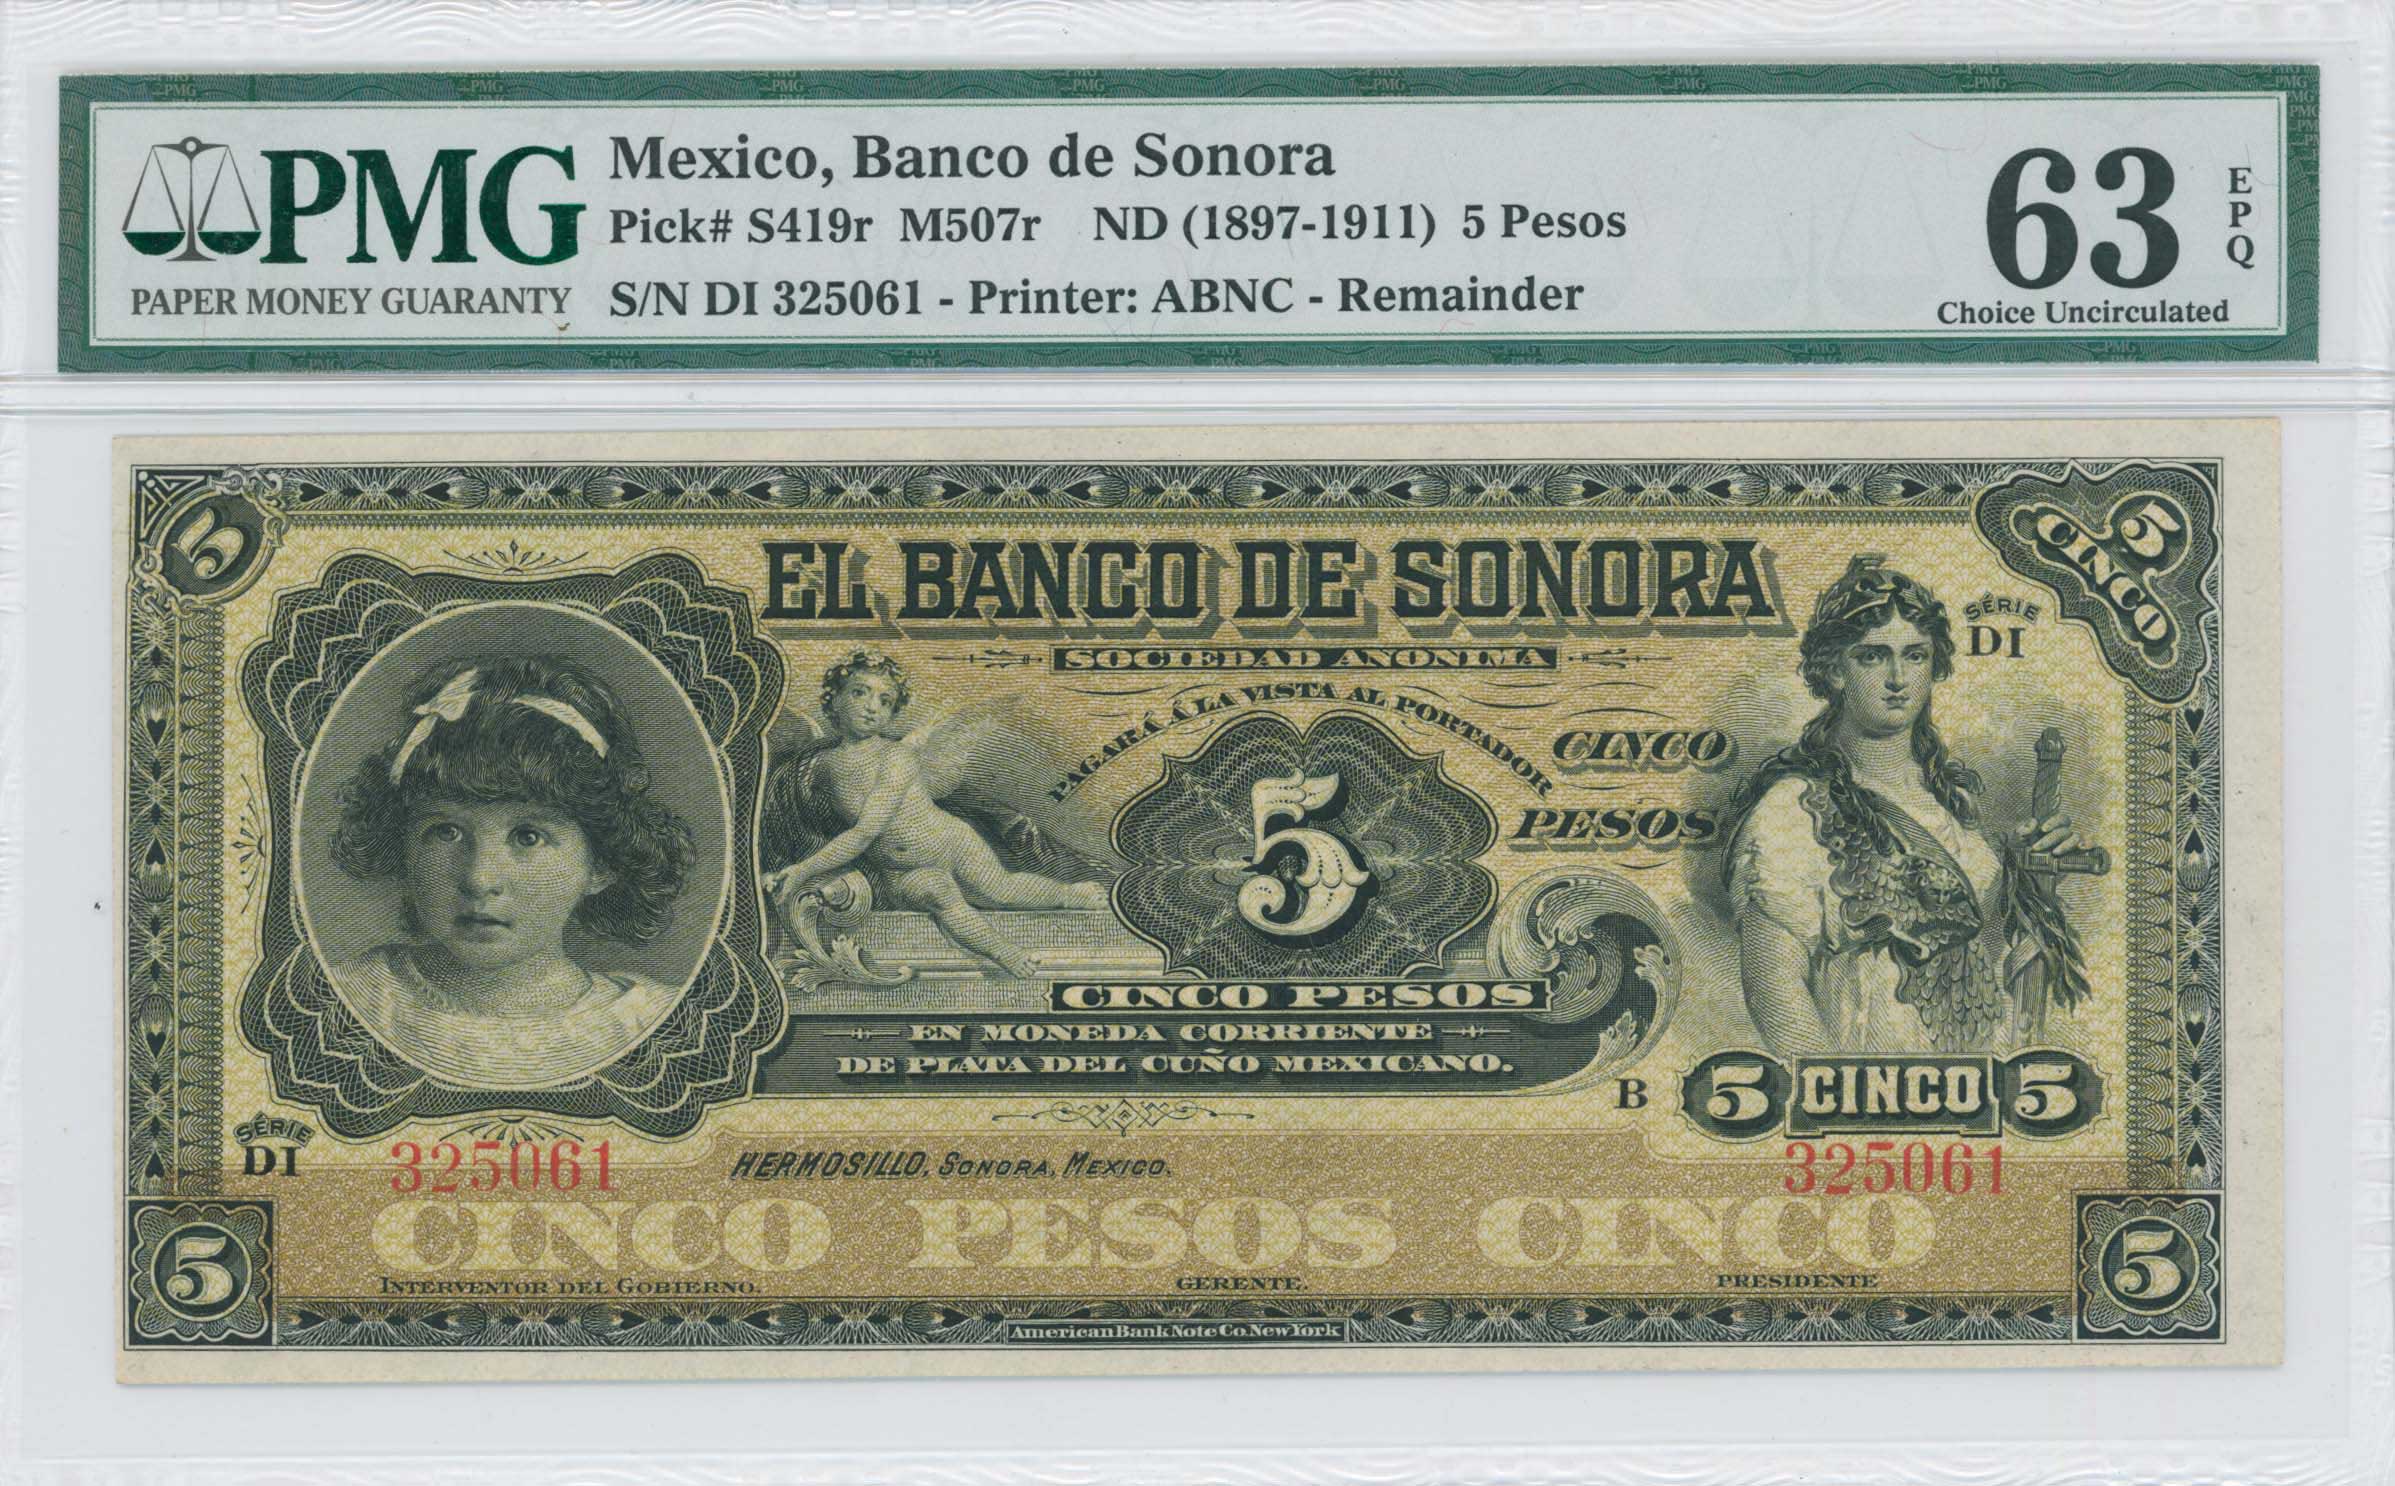 PMG
PAPER MONEY GUARANTY
Mexico, Banco de Sonora
Pick# S419r M507r ND (1897-1911) 5 Pesos
S/N DI 325061 - Printer: ABNC - Remainder
63
EPQ
Choice Uncirculated
5
5
CINCO
EL BANCO DE SONORA
SÉRIE
DI
SOCIEDAD ANONIMA
PAGARÁ Á LA VISTA AL PORTADOR
CINCO
PESOS
5
CINCO PESOS
EN MONEDA CORRIENTE
DE PLATA DEL CUÑO MEXICANO.
B
5 CINCO 5
SÉRIE
DI
325061
HERMOSILLO, SONORA, MEXICO.
325061
CINCO PESOS CINCO
5
5
INTERVENTOR DEL GOBIERNO.
GERENTE.
PRESIDENTE
American Bank Note Co. New York